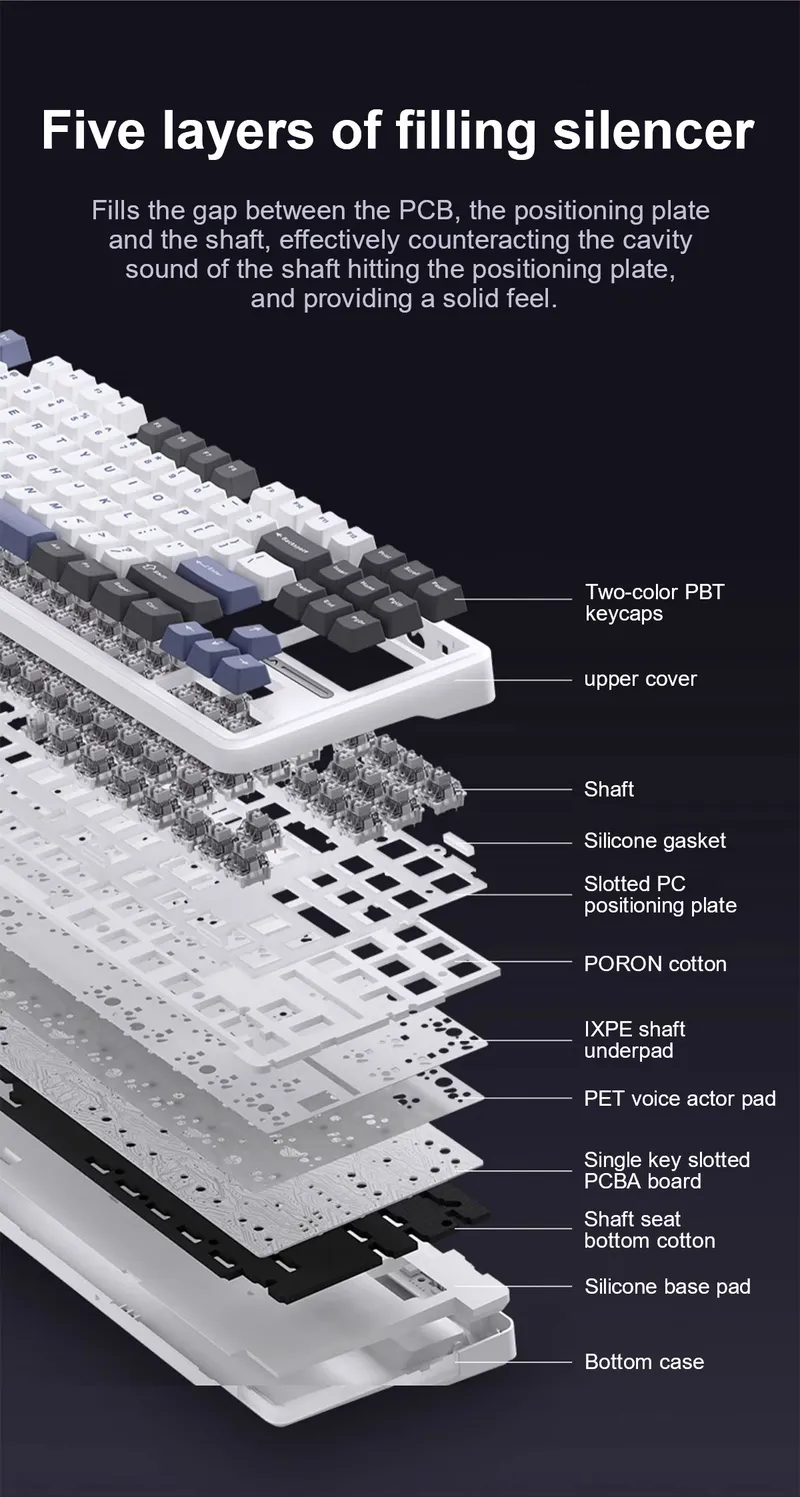 Five layers of filling silencer
Fills the gap between the PCB, the positioning plate
and the shaft, effectively counteracting the cavity
sound of the shaft hitting the positioning plate,
and providing a solid feel.
Two-color PBT
keycaps
upper cover
Shaft
Silicone gasket
Slotted PC
positioning plate
PORON cotton
IXPE shaft
underpad
PET voice actor pad
Single key slotted
PCBA board
Shaft seat
bottom cotton
Silicone base pad
Bottom case